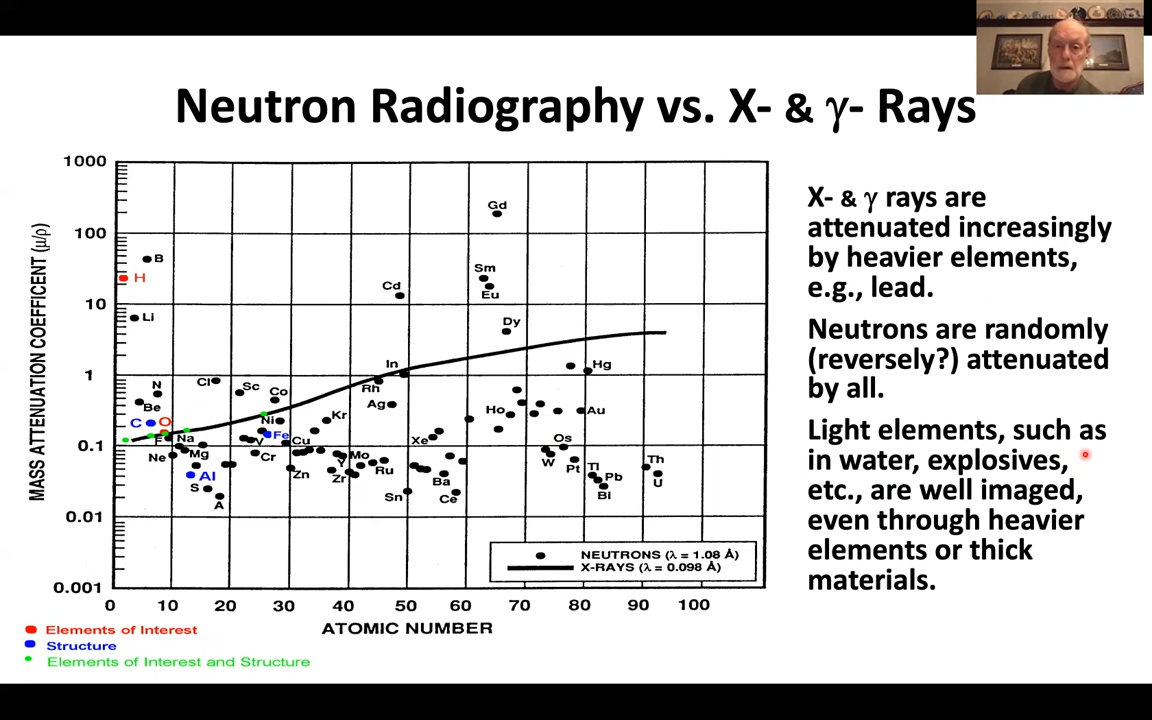 Neutron Radiography vs. X- & γ- Rays
1000
100
10
1
0.1
0.01
0.001
MASS ATTENUATION COEFFICENT (μ/ρ)
Gd
B
H
Sm
Cd
Eu
Li
Dy
In
Hg
Cl
N
Sc
Rh
Co
Be
Ag
Kr
Ho
Au
C
O
Ni
Fe
F
Na
V
Cu
Xe
Os
Ne
Mg
Cr
Y
Mo
W
Th
Al
Zn
Zr
Ru
Pt
Tl
Pb
S
Ba
U
A
Sn
Ce
Bi
NEUTRONS (λ = 1.08 Å)
X-RAYS (λ = 0.098 Å)
0 10 20 30 40 50 60 70 80 90 100
ATOMIC NUMBER
Elements of Interest
Structure
Elements of Interest and Structure
X- & γ rays are
attenuated increasingly
by heavier elements,
e.g., lead.
Neutrons are randomly
(reversely?) attenuated
by all.
Light elements, such as
in water, explosives,
etc., are well imaged,
even through heavier
elements or thick
materials.